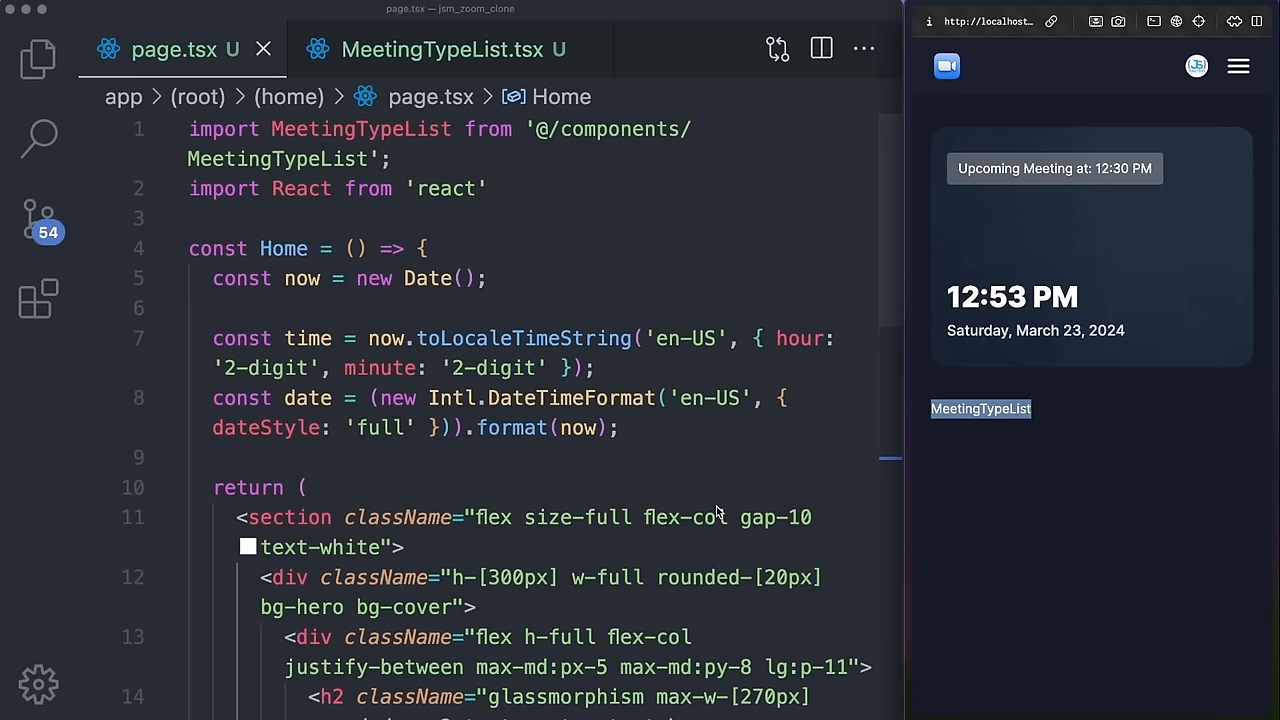 page.tsx — jsm_zoom_clone
page.tsx U
MeetingTypeList.tsx U
app > (root) > (home) > page.tsx > Home
1 import MeetingTypeList from '@/components/
MeetingTypeList';
2 import React from 'react'
3
4 const Home = () => {
5 const now = new Date();
6
7 const time = now.toLocaleTimeString('en-US', { hour:
'2-digit', minute: '2-digit' });
8 const date = (new Intl.DateTimeFormat('en-US', {
dateStyle: 'full' })).format(now);
9
10 return (
11 <section className="flex size-full flex-col gap-10
text-white">
12 <div className="h-[300px] w-full rounded-[20px]
bg-hero bg-cover">
13 <div className="flex h-full flex-col
justify-between max-md:px-5 max-md:py-8 lg:p-11">
14 <h2 className="glassmorphism max-w-[270px]
54
http://localhost...
JS
Upcoming Meeting at: 12:30 PM
12:53 PM
Saturday, March 23, 2024
MeetingTypeList